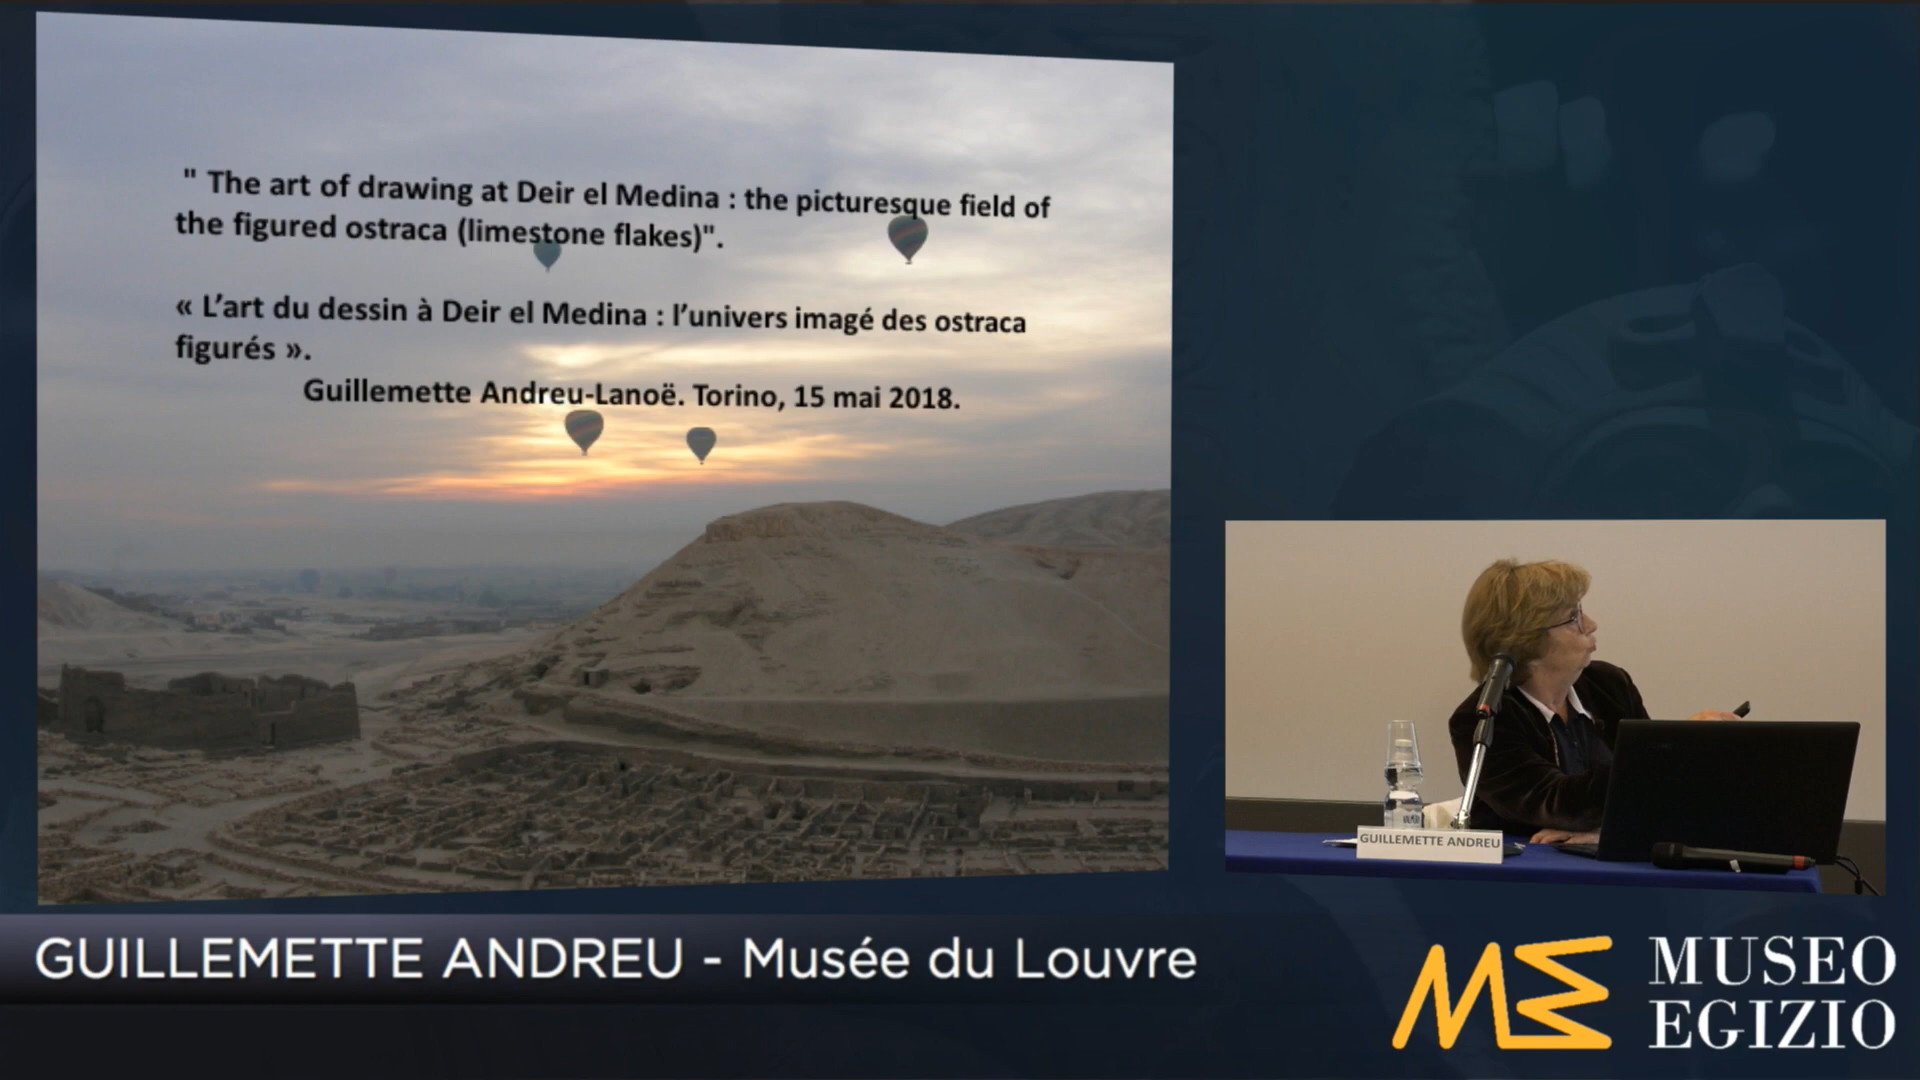 " The art of drawing at Deir el Medina : the picturesque field of
the figured ostraca (limestone flakes)".
« L’art du dessin à Deir el Medina : l’univers imagé des ostraca
figurés ».
Guillemette Andreu-Lanoë. Torino, 15 mai 2018.
GUILLEMETTE ANDREU
GUILLEMETTE ANDREU - Musée du Louvre
ME
MUSEO
EGIZIO